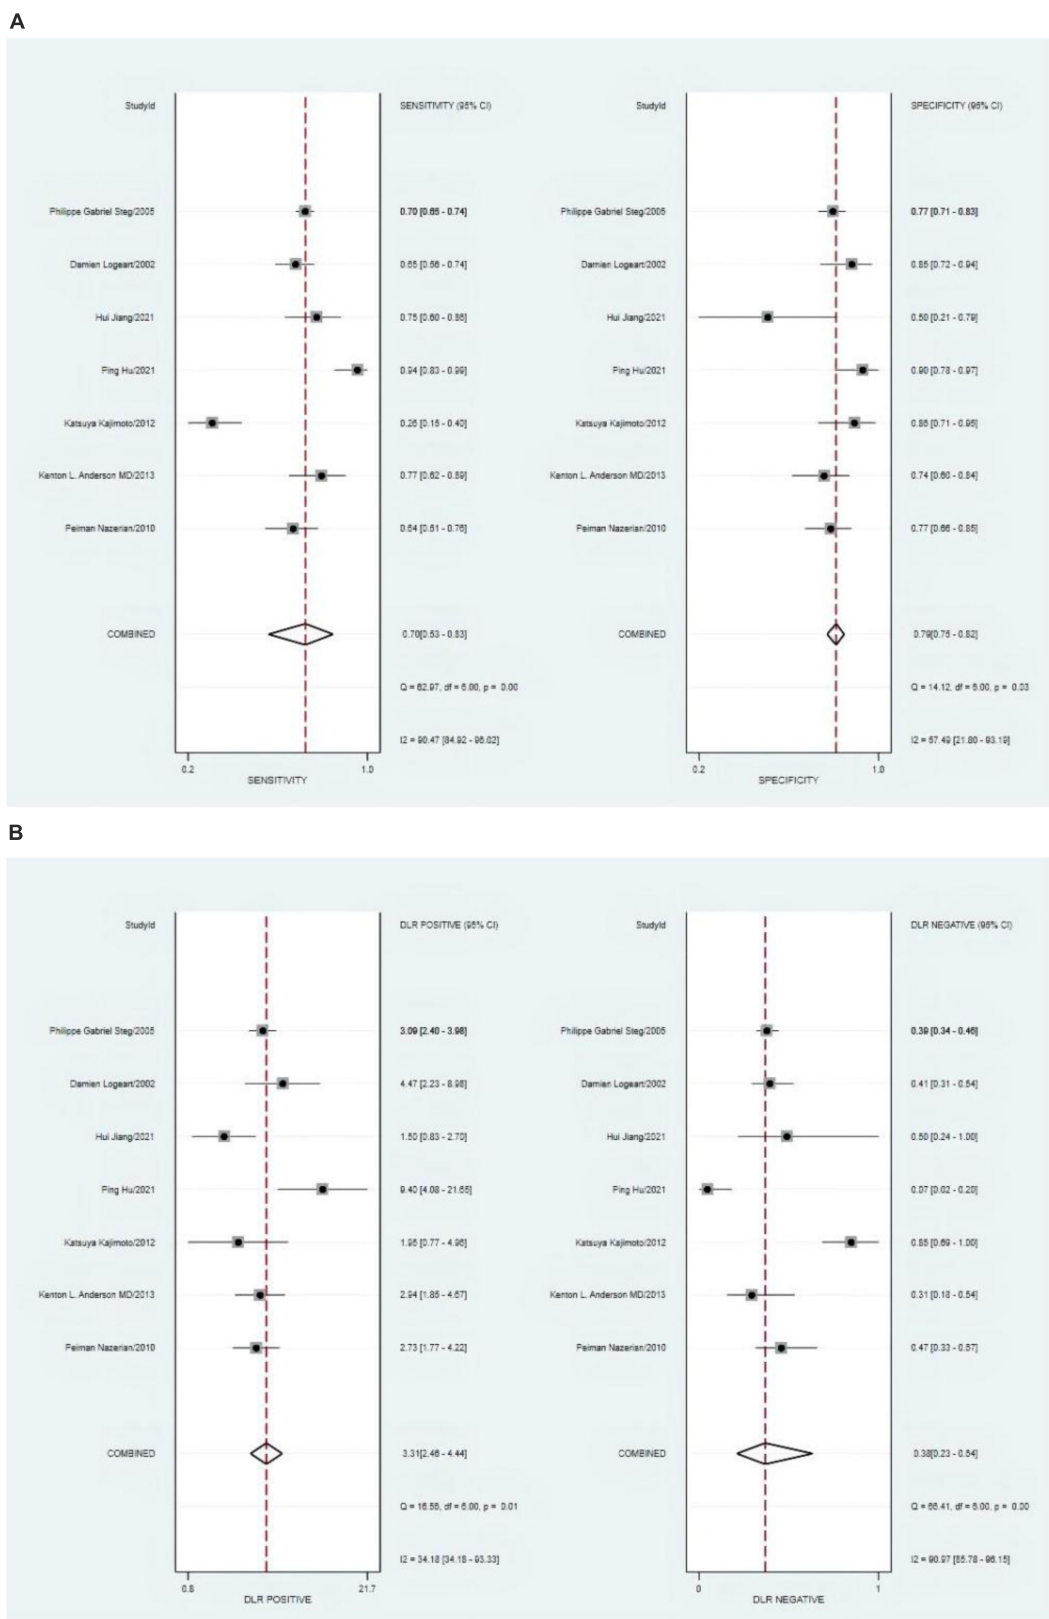 A
StudyId SENSITIVITY (95% CI) StudyId SPECIFICITY (95% CI)
Philippe Gabriel Steg/2005 0.70 [0.65 - 0.74] Philippe Gabriel Steg/2005 0.77 [0.71 - 0.83]
Damien Logeart/2002 0.65 [0.56 - 0.74] Damien Logeart/2002 0.85 [0.72 - 0.94]
Hui Jiang/2021 0.75 [0.60 - 0.86] Hui Jiang/2021 0.50 [0.21 - 0.79]
Ping Hu/2021 0.94 [0.83 - 0.99] Ping Hu/2021 0.90 [0.78 - 0.97]
Katsuya Kajimoto/2012 0.26 [0.15 - 0.40] Katsuya Kajimoto/2012 0.86 [0.71 - 0.95]
Kenton L. Anderson MD/2013 0.77 [0.62 - 0.89] Kenton L. Anderson MD/2013 0.74 [0.60 - 0.84]
Peiman Nazerian/2010 0.64 [0.51 - 0.76] Peiman Nazerian/2010 0.77 [0.66 - 0.85]
COMBINED 0.70[0.53 - 0.83] COMBINED 0.79[0.75 - 0.82]
Q = 62.97, df = 6.00, p = 0.00 Q = 14.12, df = 6.00, p = 0.03
I2 = 90.47 [84.92 - 96.02] I2 = 57.49 [21.80 - 93.19]
0.2 1.0 0.2 1.0
SENSITIVITY SPECIFICITY
B
StudyId DLR POSITIVE (95% CI) StudyId DLR NEGATIVE (95% CI)
Philippe Gabriel Steg/2005 3.09 [2.40 - 3.98] Philippe Gabriel Steg/2005 0.39 [0.34 - 0.46]
Damien Logeart/2002 4.47 [2.23 - 8.98] Damien Logeart/2002 0.41 [0.31 - 0.54]
Hui Jiang/2021 1.50 [0.83 - 2.70] Hui Jiang/2021 0.50 [0.24 - 1.00]
Ping Hu/2021 9.40 [4.08 - 21.65] Ping Hu/2021 0.07 [0.02 - 0.20]
Katsuya Kajimoto/2012 1.95 [0.77 - 4.96] Katsuya Kajimoto/2012 0.85 [0.69 - 1.00]
Kenton L. Anderson MD/2013 2.94 [1.85 - 4.67] Kenton L. Anderson MD/2013 0.31 [0.18 - 0.54]
Peiman Nazerian/2010 2.73 [1.77 - 4.22] Peiman Nazerian/2010 0.47 [0.33 - 0.67]
COMBINED 3.31[2.46 - 4.44] COMBINED 0.38[0.23 - 0.64]
Q = 16.56, df = 6.00, p = 0.01 Q = 66.41, df = 6.00, p = 0.00
I2 = 34.18 [34.18 - 93.33] I2 = 90.97 [85.78 - 96.15]
0.8 21.7 0 1
DLR POSITIVE DLR NEGATIVE